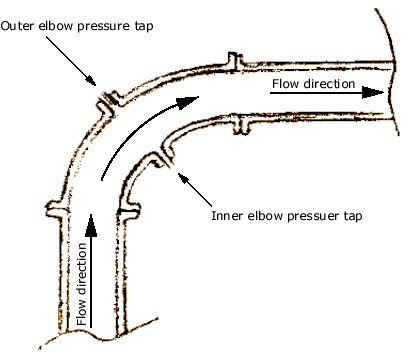 Outer elbow pressure tap
Flow direction
Inner elbow pressuer tap
Flow direction